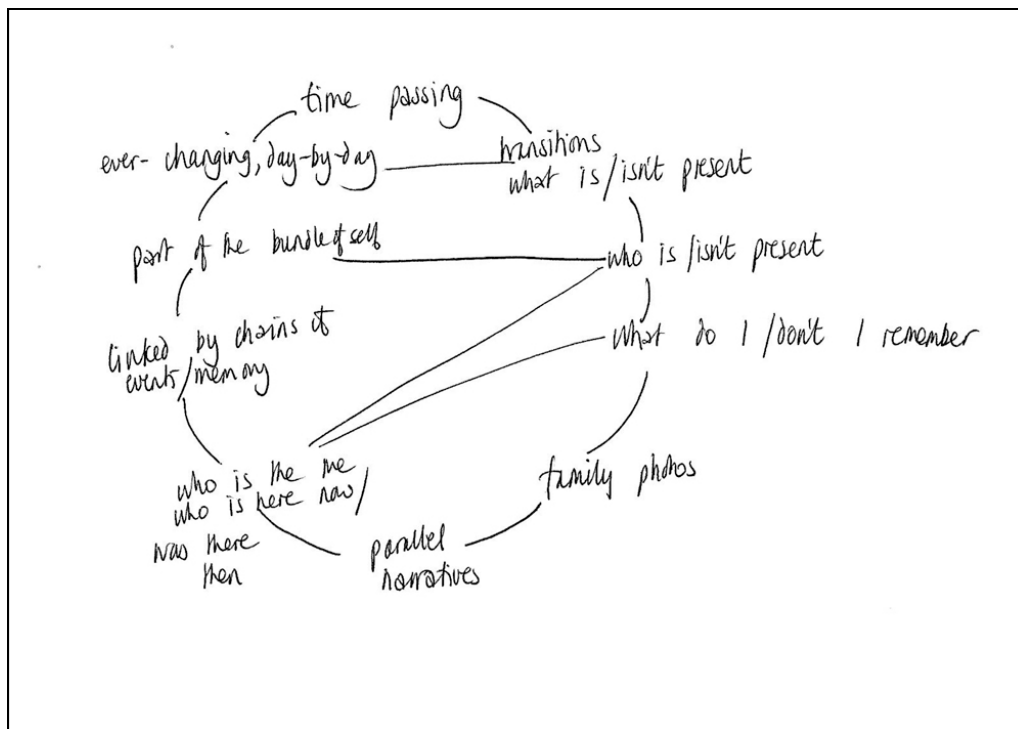 time passing
ever-changing, day-by-day
transitions
what is/isn't present
part of the bundle of self
who is/isn't present
linked by chains of
events/memory
what do I/don't I remember
who is the me
who is here now/
was there
then
family photos
parallel
narratives